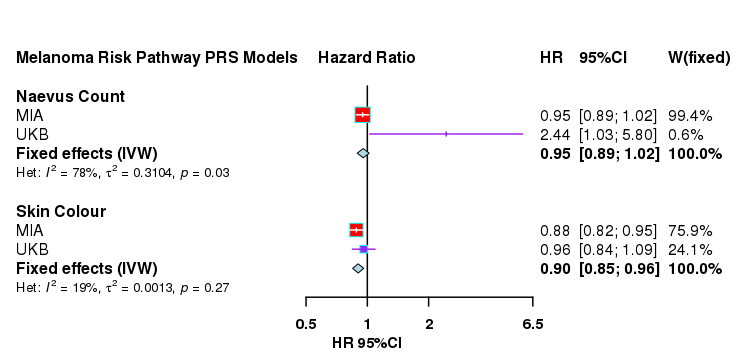 Melanoma Risk Pathway PRS Models Hazard Ratio HR 95%CI W(fixed)
Naevus Count
MIA 0.95 [0.89; 1.02] 99.4%
UKB 2.44 [1.03; 5.80] 0.6%
Fixed effects (IVW) 0.95 [0.89; 1.02] 100.0%
Het: I² = 78%, τ² = 0.3104, p = 0.03
Skin Colour
MIA 0.88 [0.82; 0.95] 75.9%
UKB 0.96 [0.84; 1.09] 24.1%
Fixed effects (IVW) 0.90 [0.85; 0.96] 100.0%
Het: I² = 19%, τ² = 0.0013, p = 0.27
0.5 1 2 6.5
HR 95%CI